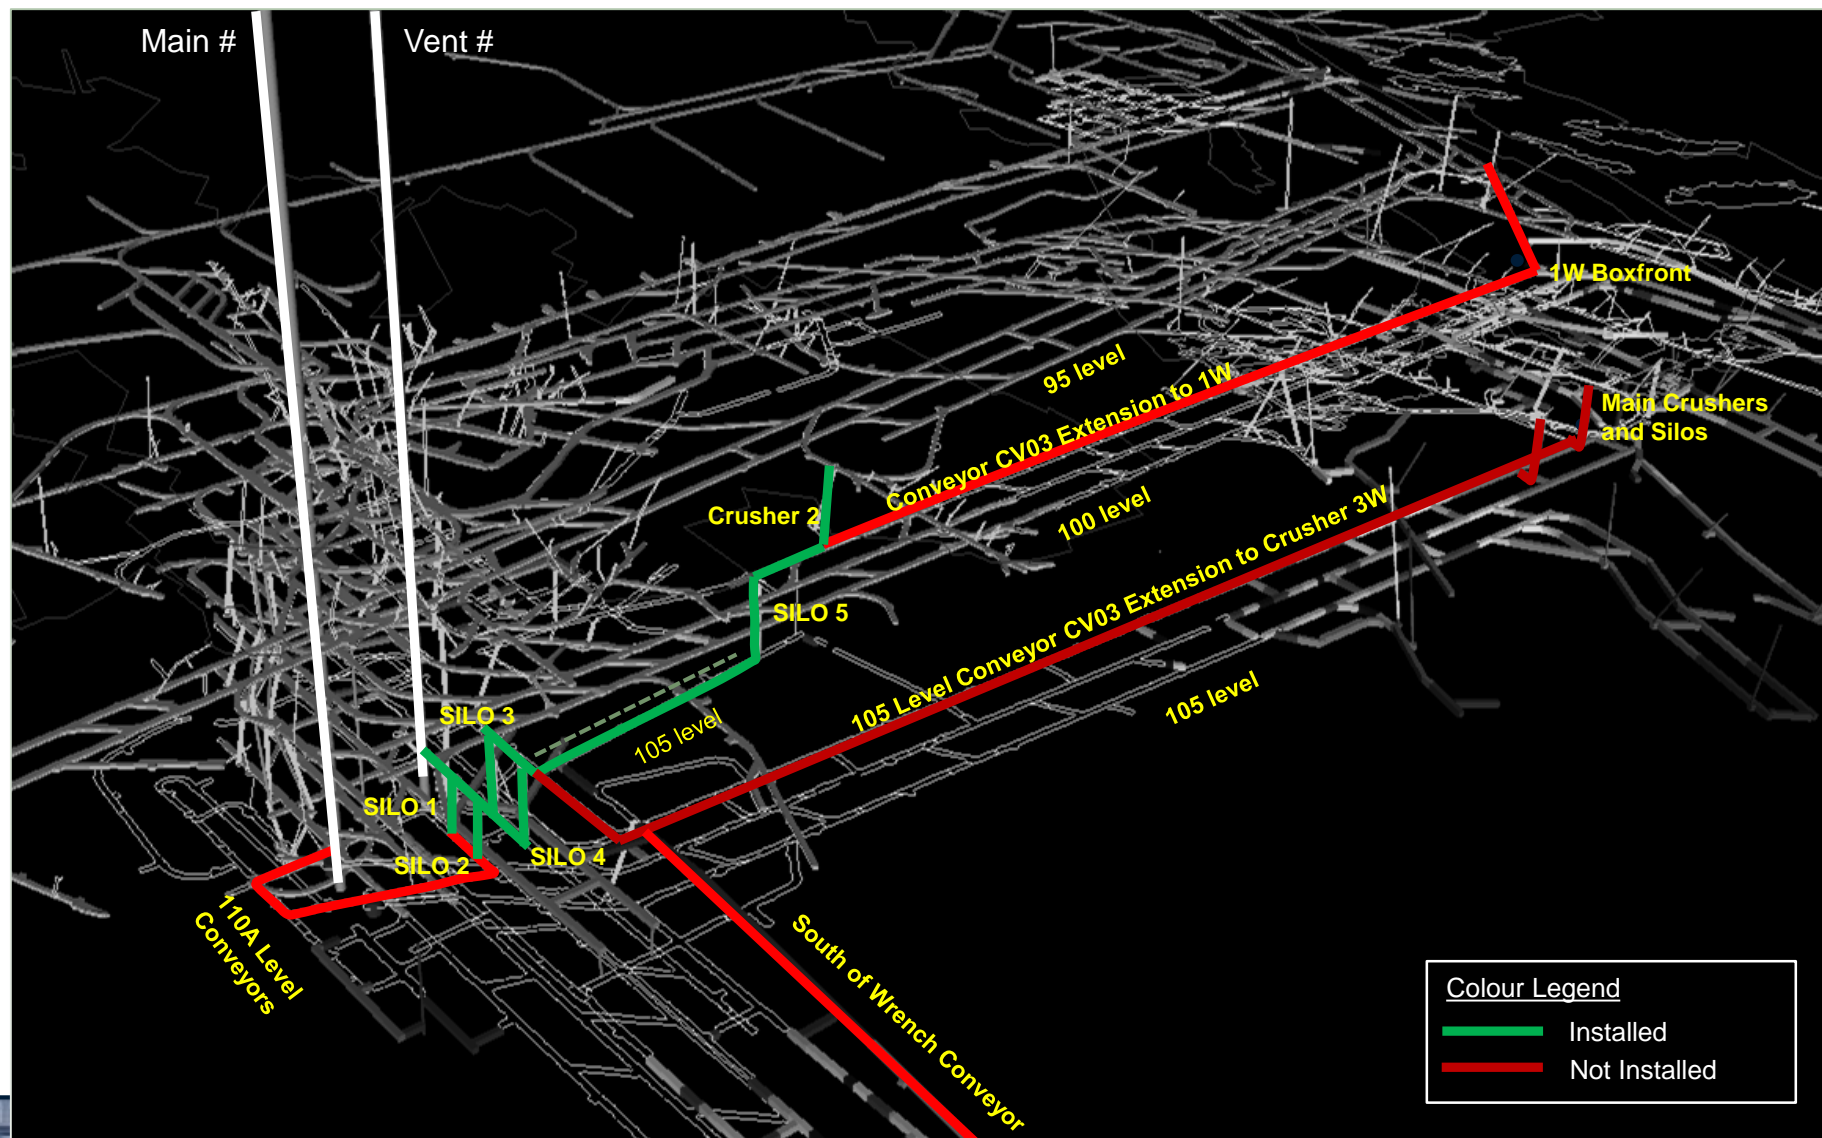 Main #
Vent #
1W Boxfront
95 level
Conveyor CV03 Extension to 1W
Main Crushers
and Silos
Crusher 2
100 level
105 Level Conveyor CV03 Extension to Crusher 3W
SILO 5
105 level
SILO 3
105 level
SILO 1
SILO 2
SILO 4
110A Level
Conveyors
South of Wrench Conveyor
Colour Legend
Installed
Not Installed